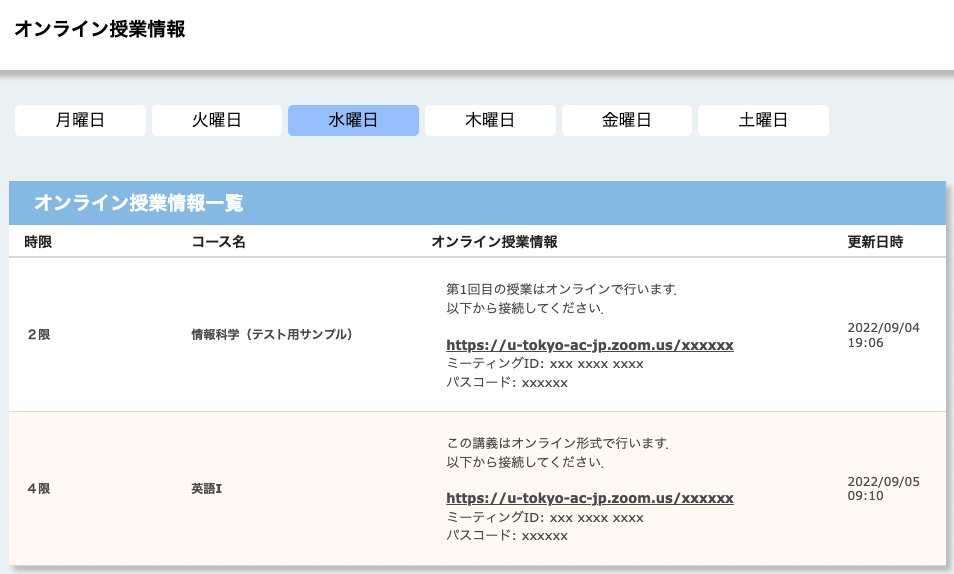 オンライン授業情報
月曜日 火曜日 水曜日 木曜日 金曜日 土曜日
オンライン授業情報一覧
時限 コース名 オンライン授業情報 更新日時
2限
情報科学（テスト用サンプル）
第1回目の授業はオンラインで行います.
以下から接続してください.
https://u-tokyo-ac-jp.zoom.us/xxxxxx
ミーティングID: xxx xxxx xxxx
パスコード: xxxxxx
2022/09/04
19:06
4限
英語I
この講義はオンライン形式で行います.
以下から接続してください.
https://u-tokyo-ac-jp.zoom.us/xxxxxx
ミーティングID: xxx xxxx xxxx
パスコード: xxxxxx
2022/09/05
09:10